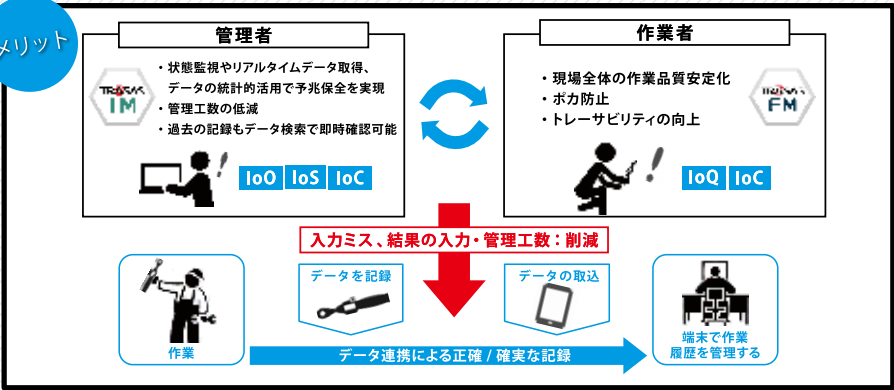 メリット
管理者
・状態監視やリアルタイムデータ取得、
データの統計的活用で予兆保全を実現
・管理工数の低減
・過去の記録もデータ検索で即時確認可能
TRASAS
IM
IoO IoS IoC
作業者
・現場全体の作業品質安定化
・ポカ防止
・トレーサビリティの向上
TRASAS
FM
IoQ IoC
入力ミス、結果の入力・管理工数：削減
作業
データを記録
データの取込
端末で作業
履歴を管理する
データ連携による正確 / 確実な記録